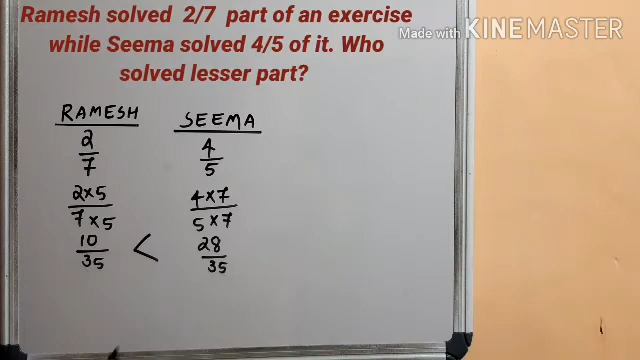 Ramesh solved 2/7 part of an exercise
while Seema solved 4/5 of it. Who
solved lesser part?
Made with KINEMASTER
RAMESH SEEMA
2/7 4/5
2×5/7×5 4×7/5×7
10/35 < 28/35